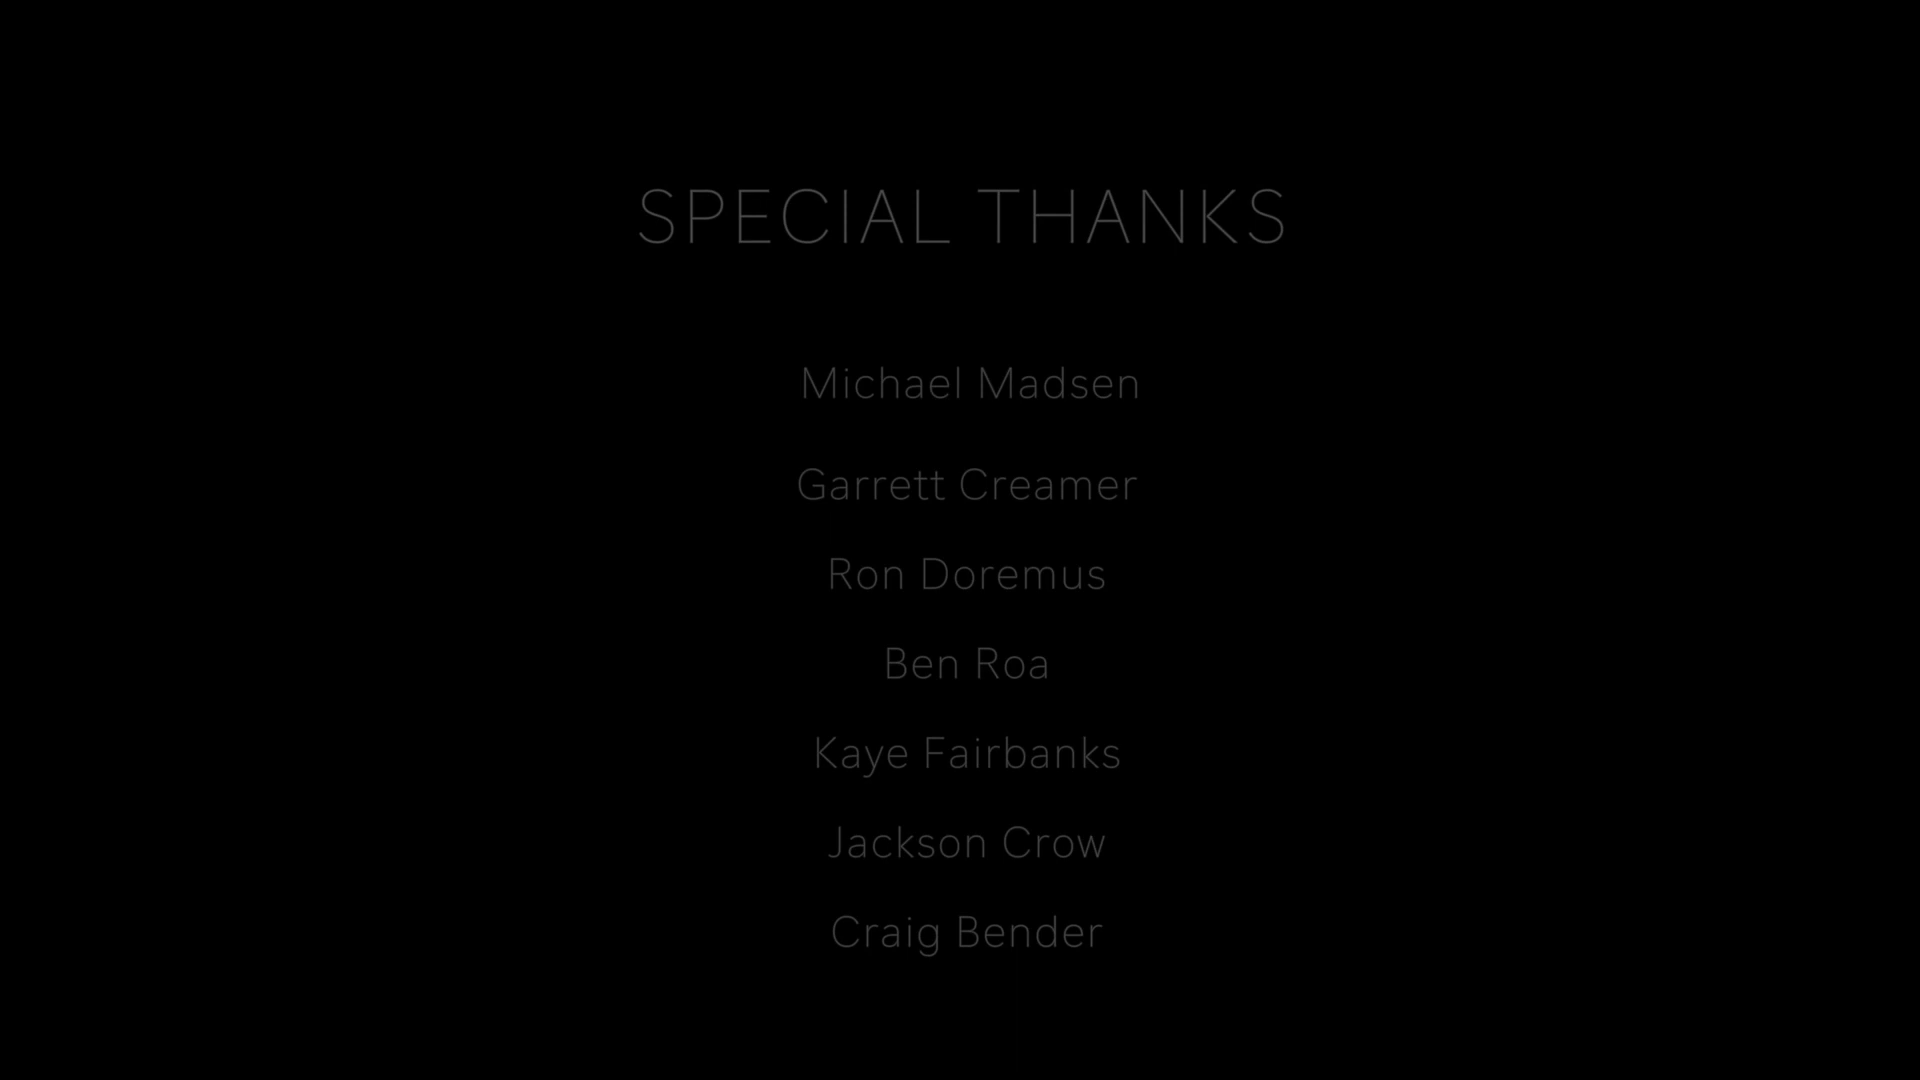 SPECIAL THANKS
Michael Madsen
Garrett Creamer
Ron Doremus
Ben Roa
Kaye Fairbanks
Jackson Crow
Craig Bender